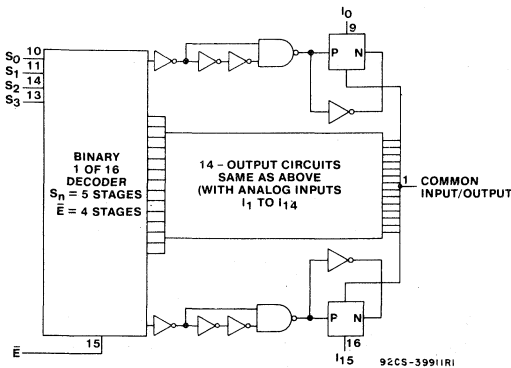 I0
9
P N
S0 10
S1 11
S2 14
S3 13
BINARY
1 OF 16
DECODER
Sn = 5 STAGES
E̅ = 4 STAGES
14 - OUTPUT CIRCUITS
SAME AS ABOVE
(WITH ANALOG INPUTS
I1 TO I14
1 COMMON
INPUT/OUTPUT
P N
16
I15
15
E̅
92CS-39911R1